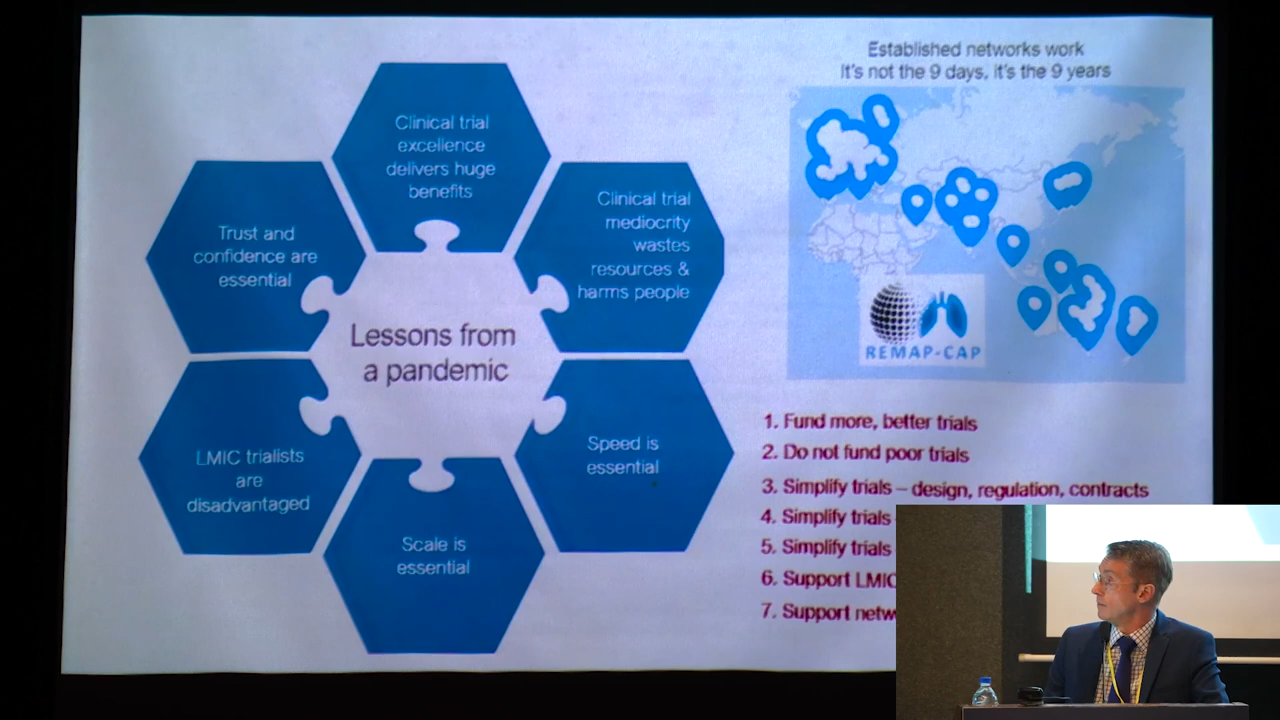 Established networks work
It's not the 9 days, it's the 9 years
Clinical trial
excellence
delivers huge
benefits
Clinical trial
mediocrity
wastes
resources &
harms people
Trust and
confidence are
essential
Lessons from
a pandemic
REMAP-CAP
LMIC trialists
are
disadvantaged
Speed is
essential
Scale is
essential
1. Fund more, better trials
2. Do not fund poor trials
3. Simplify trials – design, regulation, contracts
4. Simplify trials
5. Simplify trials
6. Support LMIC
7. Support netw